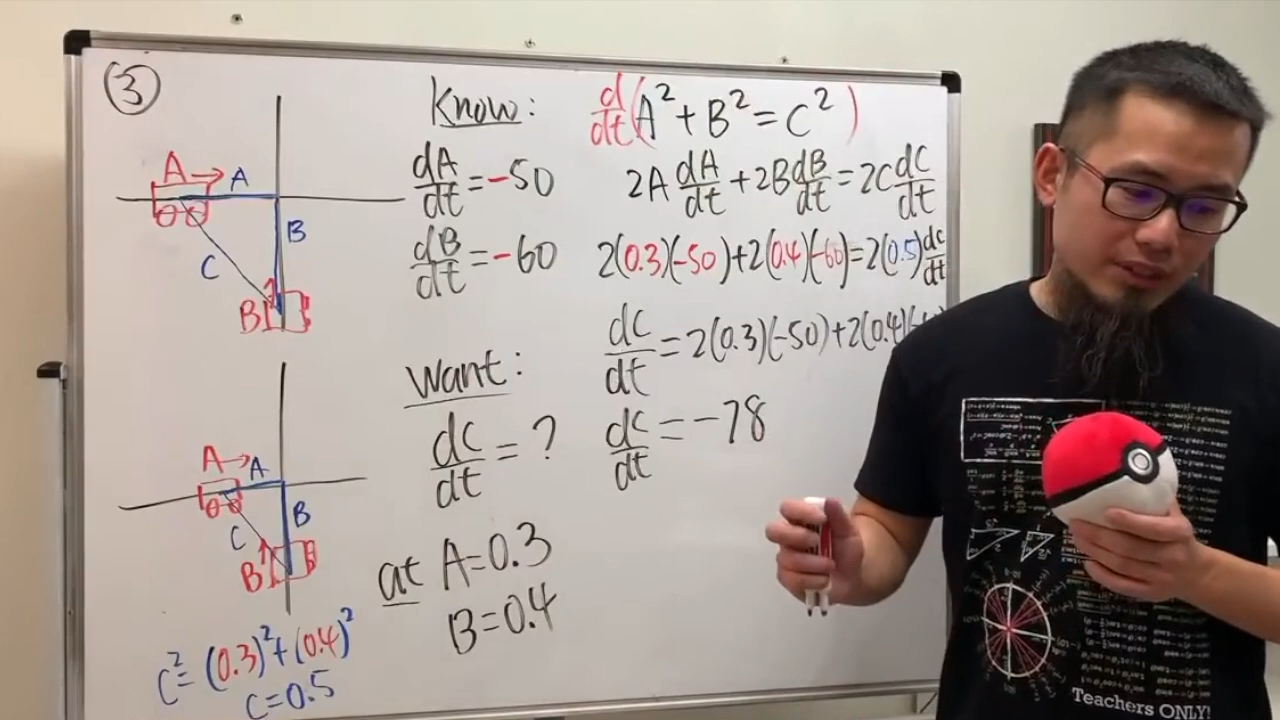 ③
A→
A
B
C
B
A→
A
B
C
B
C²=(0.3)²+(0.4)²
C=0.5
Know:
dA/dt=-50
dB/dt=-60
Want:
dC/dt=?
at A=0.3
B=0.4
d/dt(A²+B²=C²)
2A dA/dt+2B dB/dt=2C dC/dt
2(0.3)(-50)+2(0.4)(-60)=2(0.5)dC/dt
dC/dt=2(0.3)(-50)+2(0.4)(-
dC/dt=-78
Teachers ONLY!